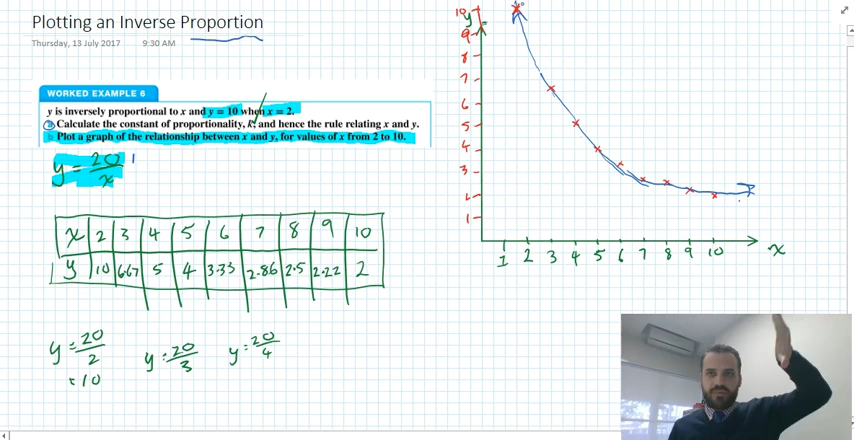 Plotting an Inverse Proportion
Thursday, 13 July 2017 9:30 AM
WORKED EXAMPLE 6
y is inversely proportional to x and y = 10 when x = 2.
a Calculate the constant of proportionality, k, and hence the rule relating x and y.
b Plot a graph of the relationship between x and y, for values of x from 2 to 10.
y = 20/x
x 2 3 4 5 6 7 8 9 10
y 10 6.67 5 4 3.33 2.86 2.5 2.22 2
y = 20/2
= 10
y = 20/3
y = 20/4
y
10
9
8
7
6
5
4
3
2
1
1 2 3 4 5 6 7 8 9 10 x